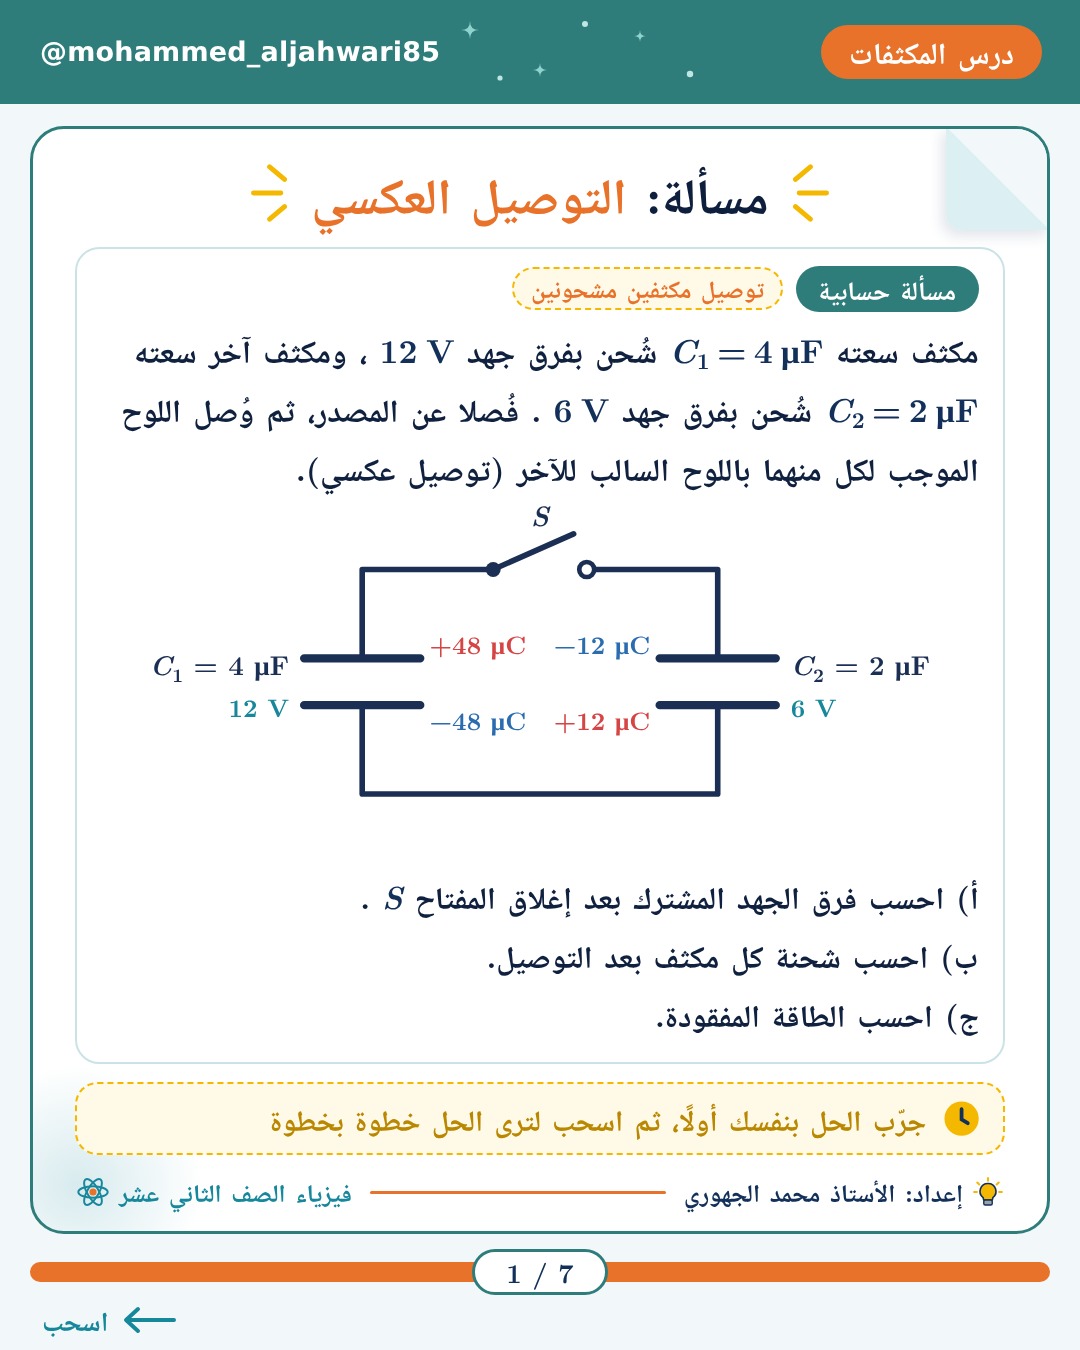 @mohammed_aljahwari85
درس المكثفات
مسألة: التوصيل العكسي
مسألة حسابية
توصيل مكثفين مشحونين
مكثف سعته C₁ = 4 µF شُحن بفرق جهد 12 V ، ومكثف آخر سعته
C₂ = 2 µF شُحن بفرق جهد 6 V . فُصلا عن المصدر، ثم وُصل اللوح
الموجب لكل منهما باللوح السالب للآخر (توصيل عكسي).
S
+48 µC
−12 µC
C₁ = 4 µF
C₂ = 2 µF
12 V
6 V
−48 µC
+12 µC
أ) احسب فرق الجهد المشترك بعد إغلاق المفتاح S .
ب) احسب شحنة كل مكثف بعد التوصيل.
ج) احسب الطاقة المفقودة.
جرّب الحل بنفسك أولًا، ثم اسحب لترى الحل خطوة بخطوة
إعداد: الأستاذ محمد الجهوري
فيزياء الصف الثاني عشر
1 / 7
اسحب